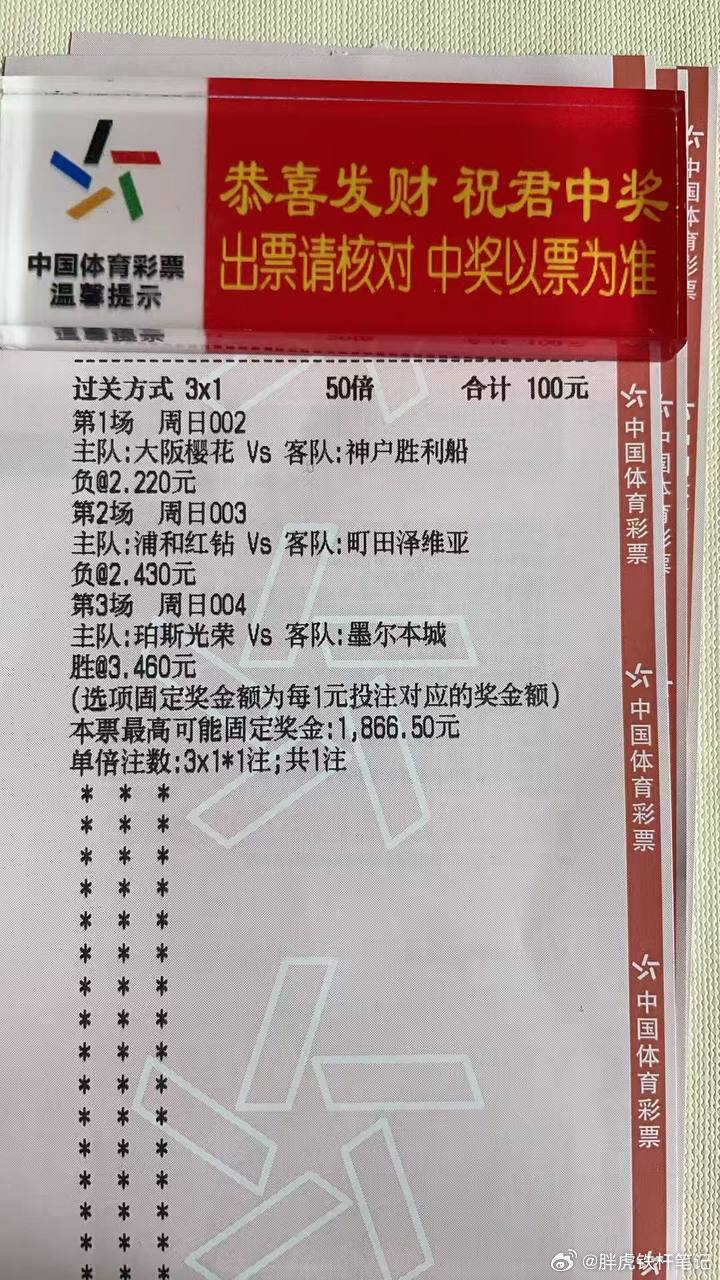 恭喜发财 祝君中奖
出票请核对 中奖以票为准
中国体育彩票
温馨提示
过关方式 3x1 50倍 合计 100元
第1场 周日002
主队:大阪樱花 Vs 客队:神户胜利船
负@2.220元
第2场 周日003
主队:浦和红钻 Vs 客队:町田泽维亚
负@2.430元
第3场 周日004
主队:珀斯光荣 Vs 客队:墨尔本城
胜@3.460元
(选项固定奖金额为每1元投注对应的奖金额)
本票最高可能固定奖金:1,866.50元
单倍注数:3x1*1注;共1注
中国体育彩票
中国体育彩票
中国体育彩票
@胖虎铁杆笔记